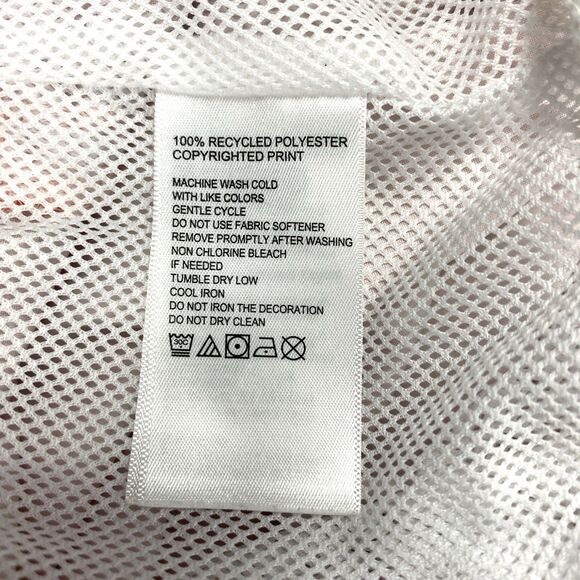 100% RECYCLED POLYESTER
COPYRIGHTED PRINT
MACHINE WASH COLD
WITH LIKE COLORS
GENTLE CYCLE
DO NOT USE FABRIC SOFTENER
REMOVE PROMPTLY AFTER WASHING
NON CHLORINE BLEACH
IF NEEDED
TUMBLE DRY LOW
COOL IRON
DO NOT IRON THE DECORATION
DO NOT DRY CLEAN
30C